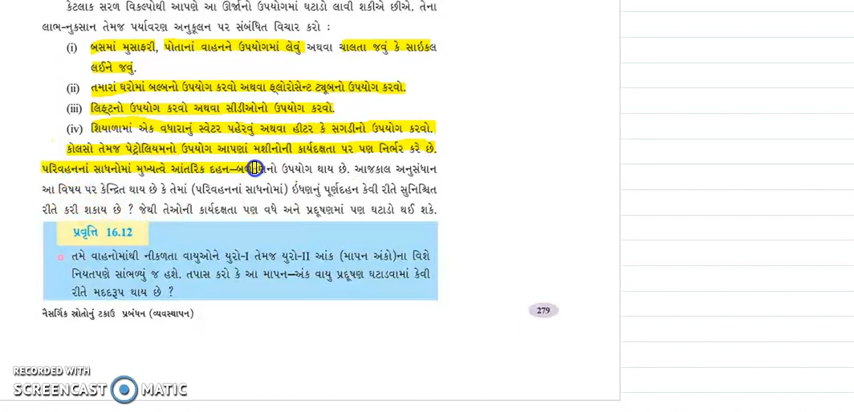 કેટલાક સરળ વિકલ્પોથી આપણે આ ઊર્જાનો ઉપયોગમાં ઘટાડો લાવી શકીએ છીએ. તેના
લાભ–નુકસાન તેમજ પર્યાવરણ અનુકૂલન પર સંબંધિત વિચાર કરો :
(i) બસમાં મુસાફરી, પોતાનાં વાહનને ઉપયોગમાં લેવું અથવા ચાલતા જવું કે સાઇકલ
લઈને જવું.
(ii) તમારાં ઘરોમાં બલ્બનો ઉપયોગ કરવો અથવા ફ્લોરોસેન્ટ ટ્યૂબનો ઉપયોગ કરવો.
(iii) લિફ્ટનો ઉપયોગ કરવો અથવા સીડીઓનો ઉપયોગ કરવો.
(iv) શિયાળામાં એક વધારાનું સ્વેટર પહેરવું અથવા હીટર કે સગડીનો ઉપયોગ કરવો.
કોલસો તેમજ પેટ્રોલિયમનો ઉપયોગ આપણાં મશીનોની કાર્યદક્ષતા પર પણ નિર્ભર કરે છે.
પરિવહનનાં સાધનોમાં મુખ્યત્વે આંતરિક દહન– ઉપયોગ થાય છે. આજકાલ અનુસંધાન
આ વિષય પર કેન્દ્રિત થાય છે કે તેમાં (પરિવહનનાં સાધનોમાં) ઇંધણનું પૂર્ણદહન કેવી રીતે સુનિશ્ચિત
રીતે કરી શકાય છે ? જેથી તેઓની કાર્યદક્ષતા પણ વધે અને પ્રદૂષણમાં પણ ઘટાડો થઈ શકે.
પ્રવૃત્તિ 16.12
તમે વાહનોમાંથી નીકળતા વાયુઓને યુરો-I તેમજ યુરો-II આંક (માપન અંકો)ના વિશે
નિયતપણે સાંભળ્યું જ હશે. તપાસ કરો કે આ માપન–અંક વાયુ પ્રદૂષણ ઘટાડવામાં કેવી
રીતે મદદરૂપ થાય છે ?
નૈસર્ગિક સ્રોતોનું ટકાઉ પ્રબંધન (વ્યવસ્થાપન)
279
RECORDED WITH
SCREENCAST MATIC